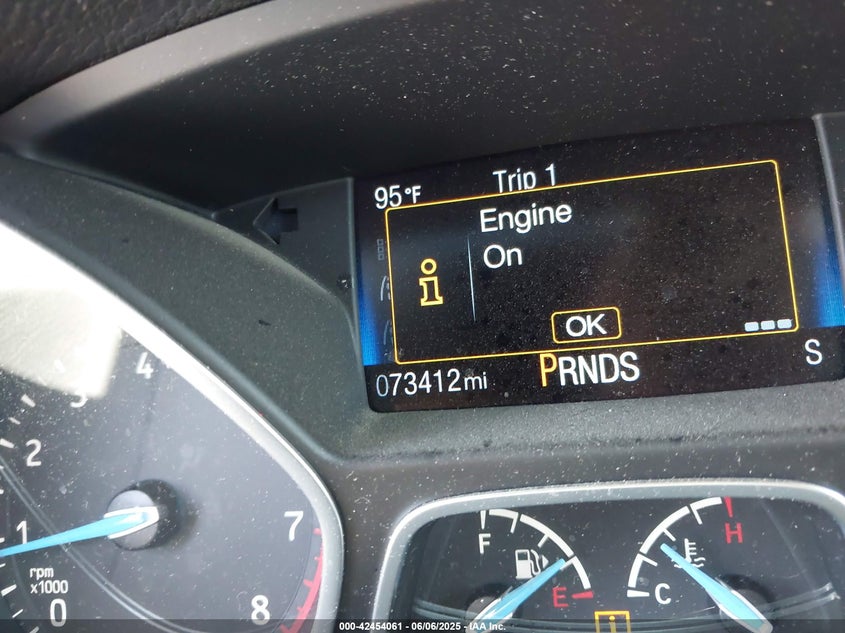 95°F Trip 1
Engine
On
i
OK
073412mi PRNDS S
4
3
2
1
rpm
x1000
0
7
8
F
E
H
C
i
000-42454061 - 06/06/2025 - IAA Inc.